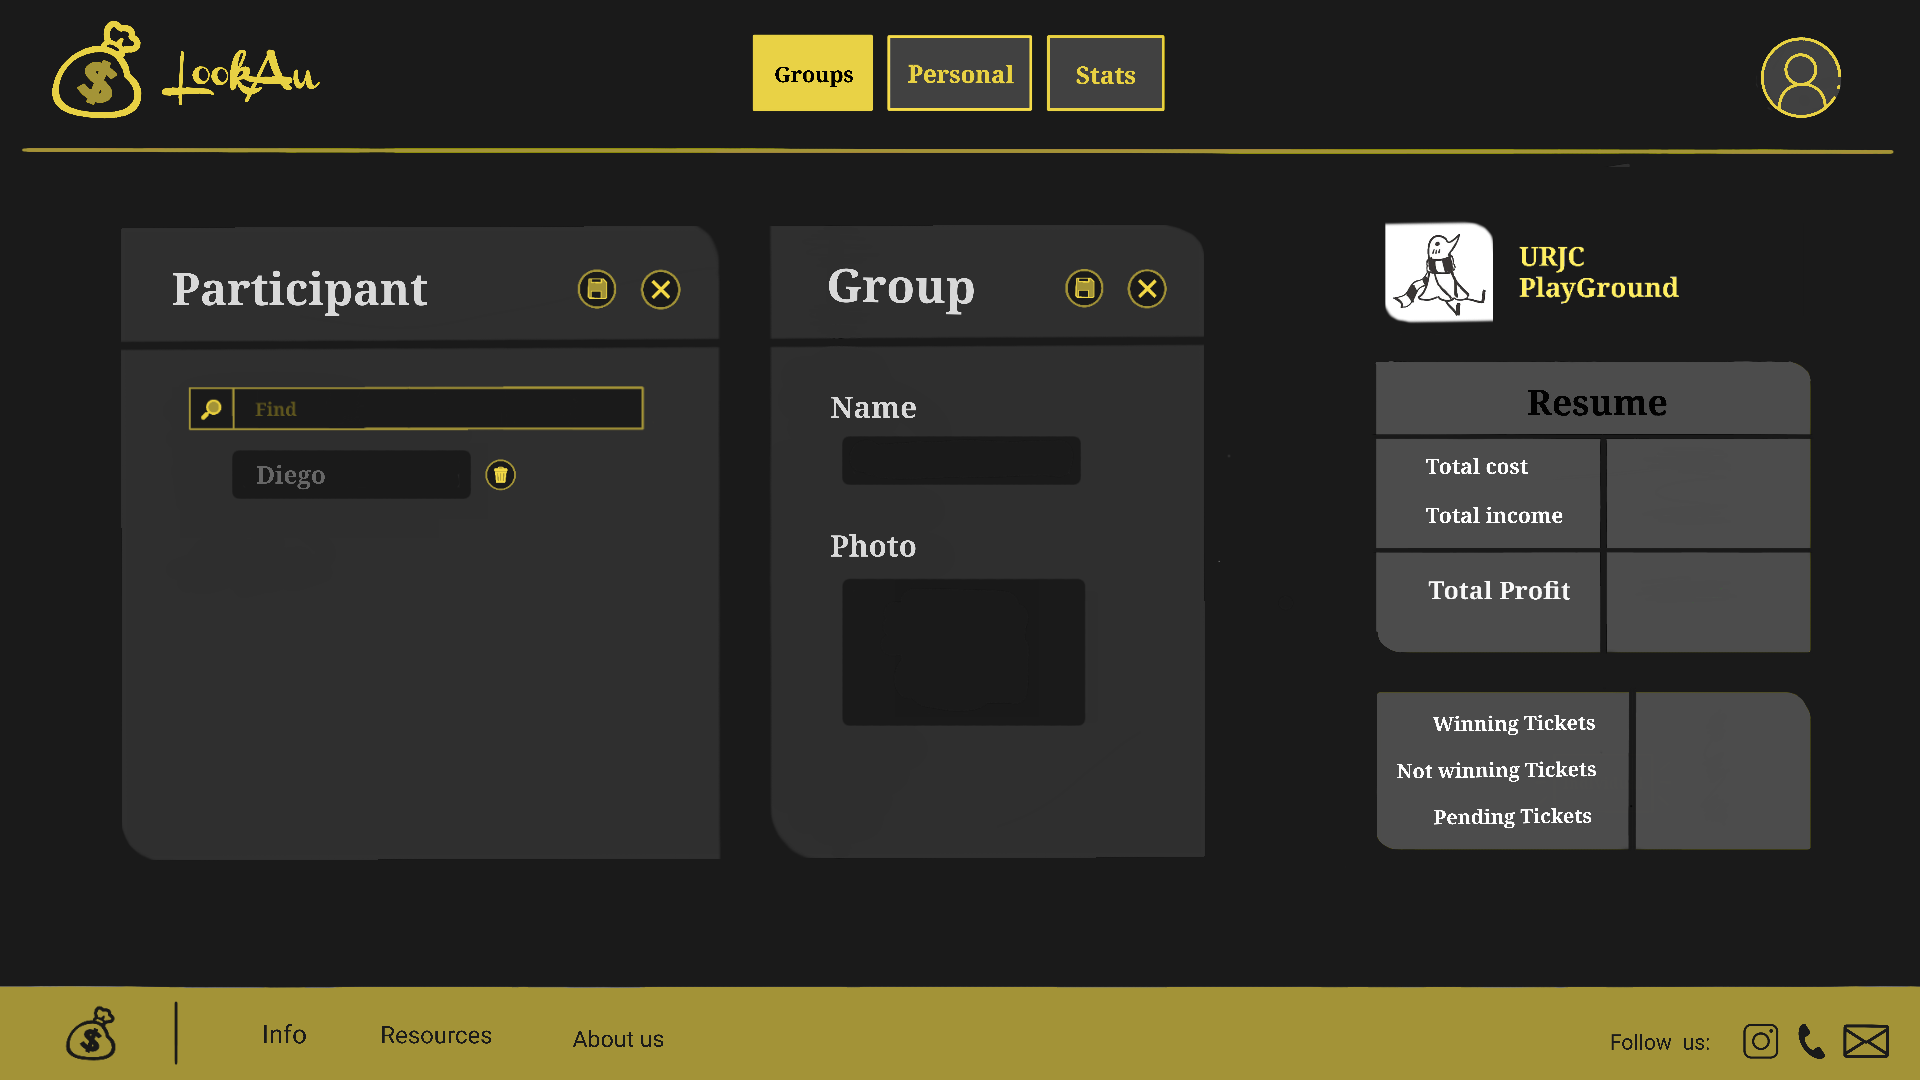 LookAu
Groups
Personal
Stats
Participant
Find
Diego
Group
Name
Photo
URJC
PlayGround
Resume
Total cost
Total income
Total Profit
Winning Tickets
Not winning Tickets
Pending Tickets
$
Info
Resources
About us
Follow us: